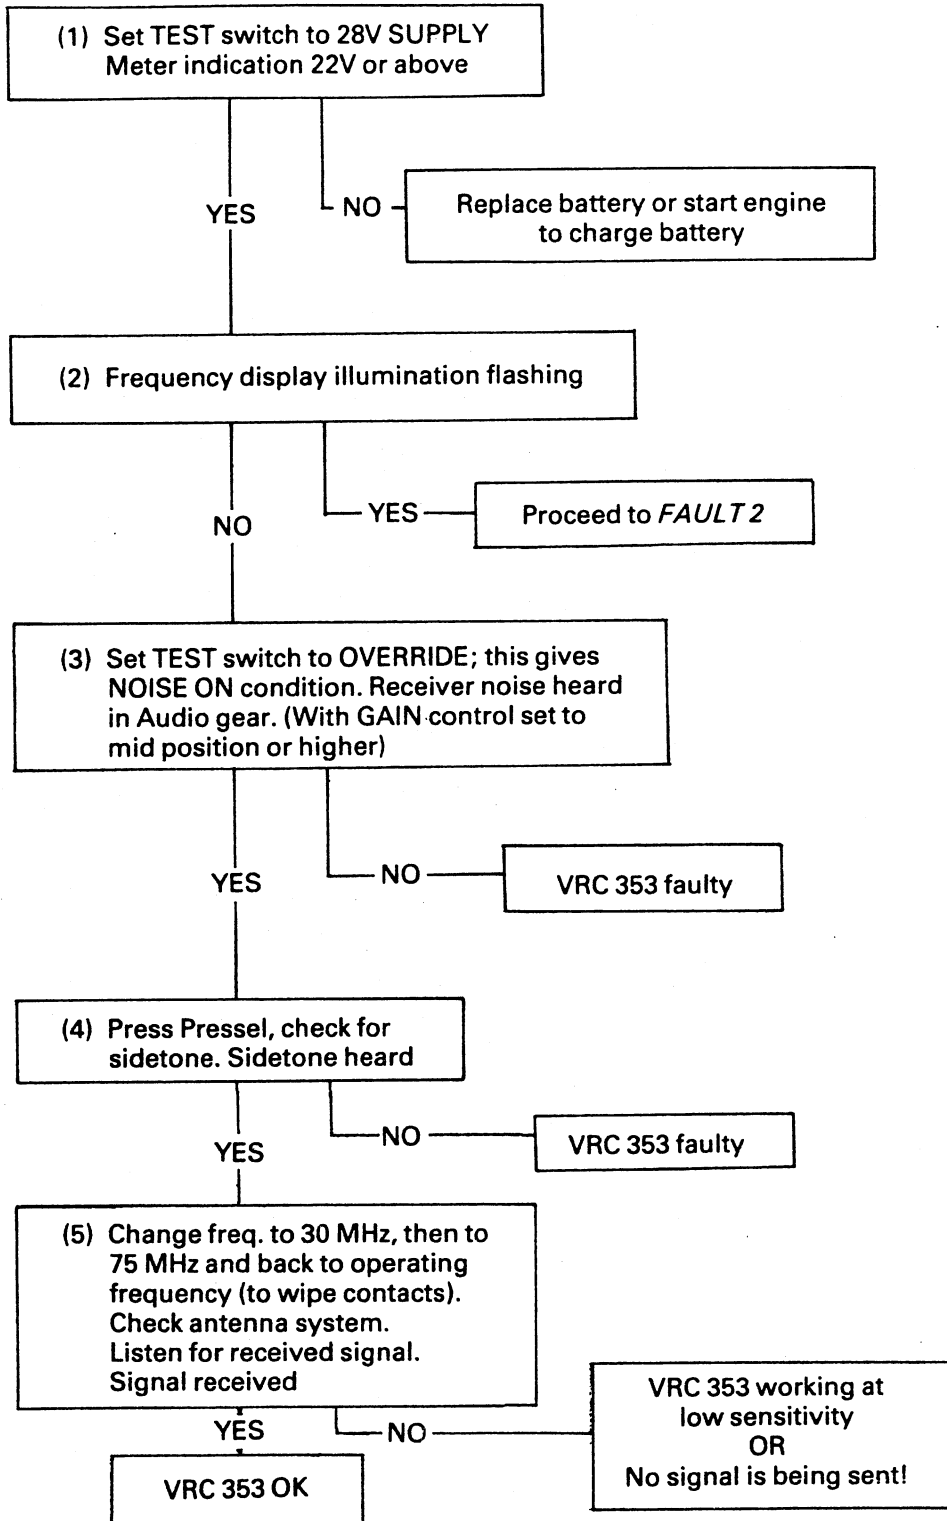 (1) Set TEST switch to 28V SUPPLY
Meter indication 22V or above
YES
NO
Replace battery or start engine
to charge battery
(2) Frequency display illumination flashing
NO
YES
Proceed to FAULT 2
(3) Set TEST switch to OVERRIDE; this gives
NOISE ON condition. Receiver noise heard
in Audio gear. (With GAIN control set to
mid position or higher)
YES
NO
VRC 353 faulty
(4) Press Pressel, check for
sidetone. Sidetone heard
YES
NO
VRC 353 faulty
(5) Change freq. to 30 MHz, then to
75 MHz and back to operating
frequency (to wipe contacts).
Check antenna system.
Listen for received signal.
Signal received
YES
NO
VRC 353 working at
low sensitivity
OR
No signal is being sent!
VRC 353 OK